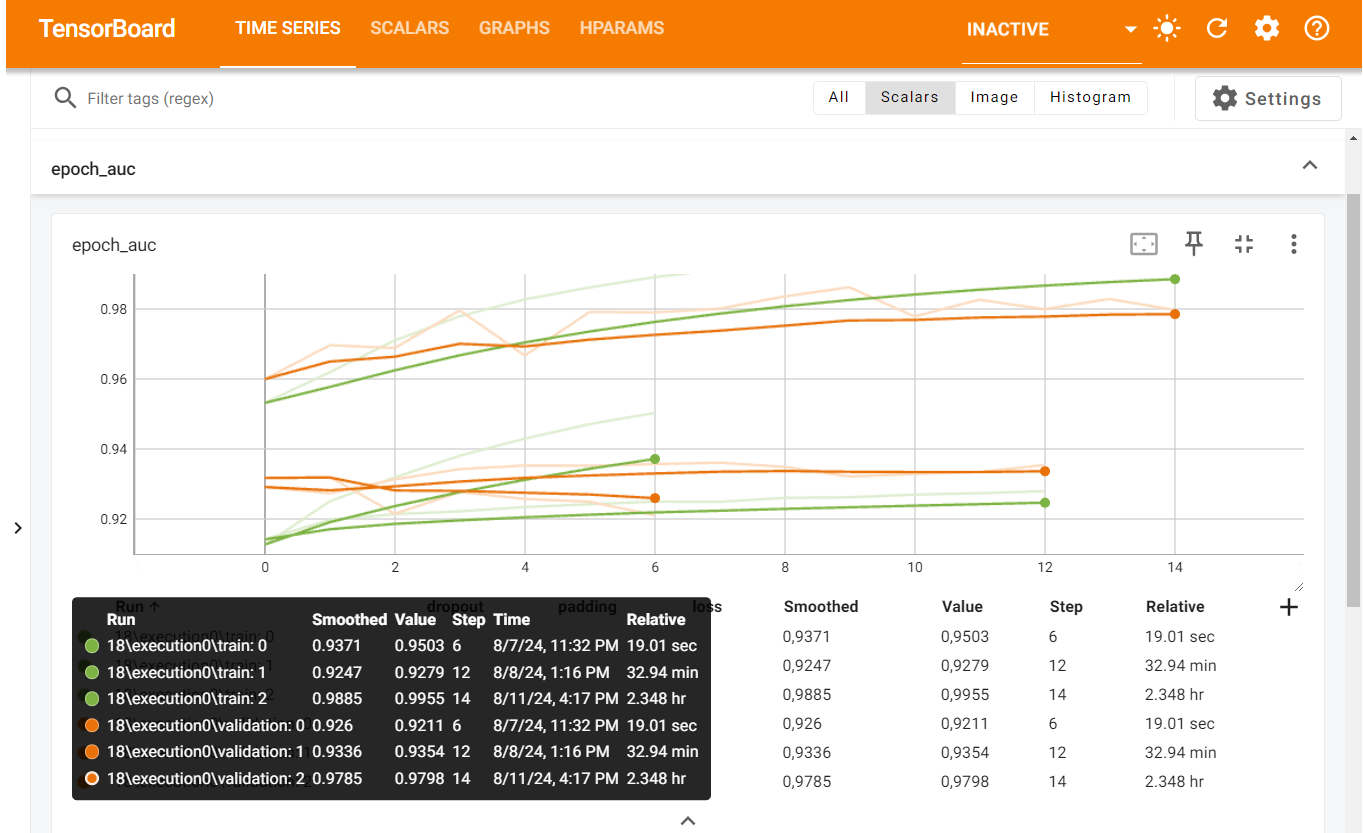 TensorBoard TIME SERIES SCALARS GRAPHS HPARAMS INACTIVE
Filter tags (regex) All Scalars Image Histogram Settings
epoch_auc
epoch_auc
0.98
0.96
0.94
0.92
0 2 4 6 8 10 12 14
Run dropout padding loss Smoothed Value Step Relative
Run Smoothed Value Step Time Relative
18\execution0\train: 0 0.9371 0.9503 6 8/7/24, 11:32 PM 19.01 sec
18\execution0\train: 1 0.9247 0.9279 12 8/8/24, 1:16 PM 32.94 min
18\execution0\train: 2 0.9885 0.9955 14 8/11/24, 4:17 PM 2.348 hr
18\execution0\validation: 0 0.926 0.9211 6 8/7/24, 11:32 PM 19.01 sec
18\execution0\validation: 1 0.9336 0.9354 12 8/8/24, 1:16 PM 32.94 min
18\execution0\validation: 2 0.9785 0.9798 14 8/11/24, 4:17 PM 2.348 hr
18\execution0\train: 0 0,9371 0,9503 6 19.01 sec
0,9247 0,9279 12 32.94 min
0,9885 0,9955 14 2.348 hr
0,926 0,9211 6 19.01 sec
0,9336 0,9354 12 32.94 min
0,9785 0,9798 14 2.348 hr